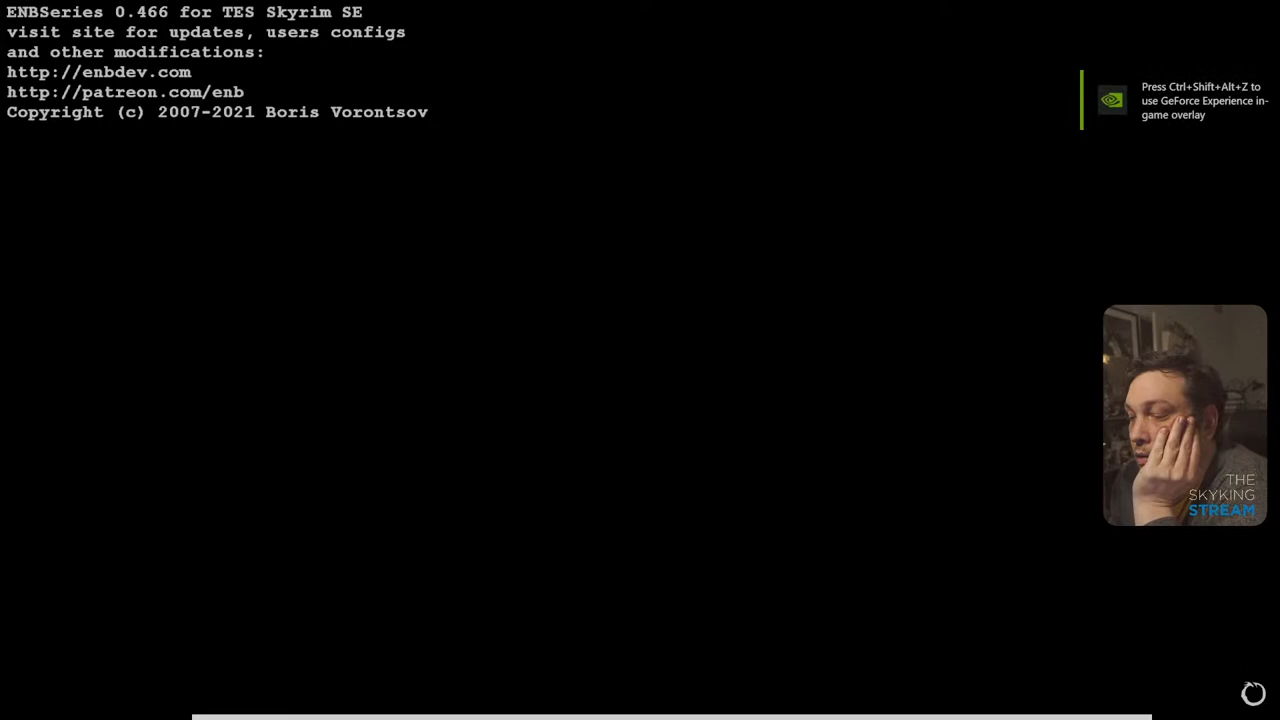 ENBSeries 0.466 for TES Skyrim SE
visit site for updates, users configs
and other modifications:
http://enbdev.com
http://patreon.com/enb
Copyright (c) 2007-2021 Boris Vorontsov
Press Ctrl+Shift+Alt+Z to
use GeForce Experience in-
game overlay
THE
SKYKING
STREAM